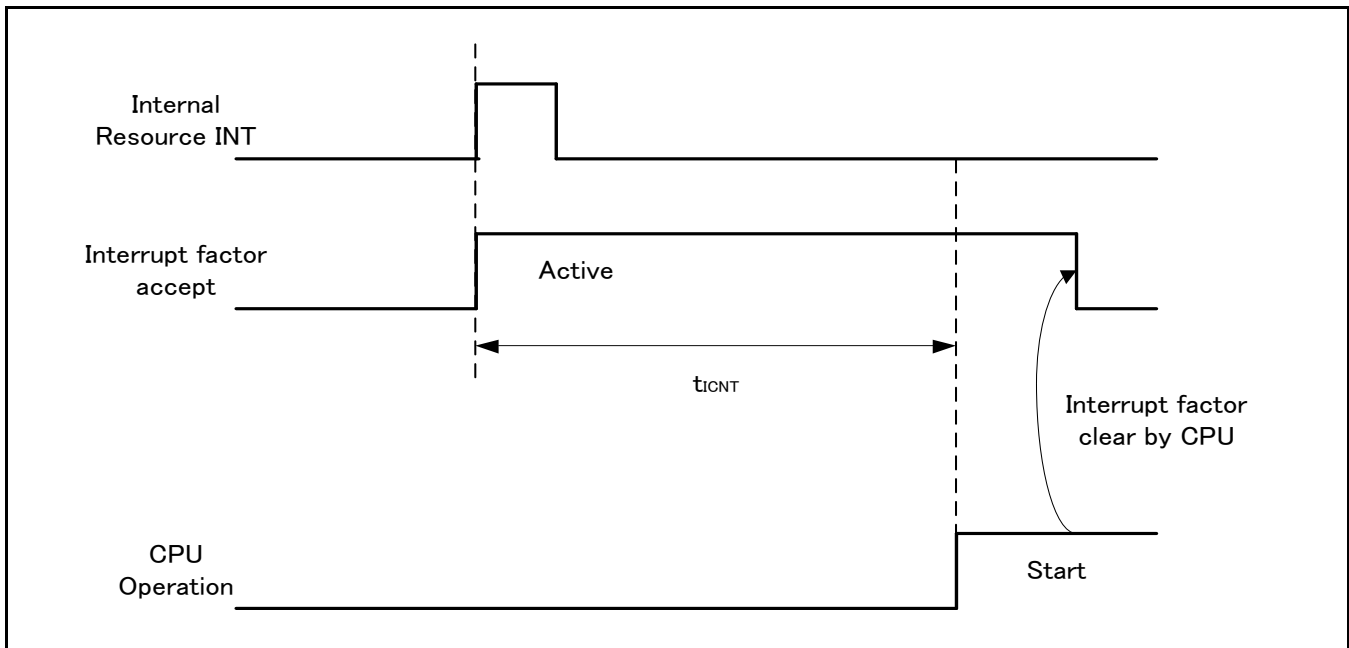 Internal
Resource INT
Interrupt factor
accept
Active
tICNT
Interrupt factor
clear by CPU
CPU
Operation
Start